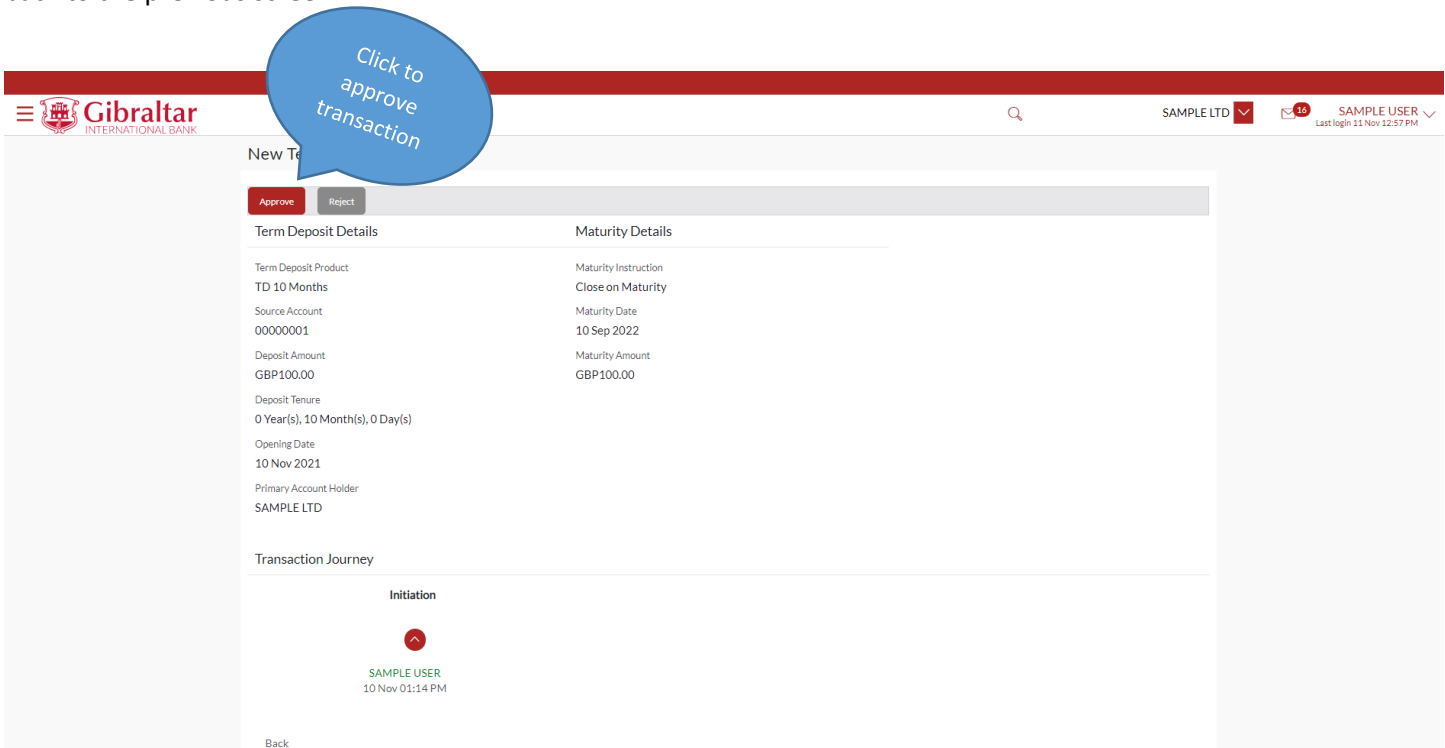 Click to
approve
transaction
Gibraltar
INTERNATIONAL BANK
SAMPLE LTD
16
SAMPLE USER
Last login 11 Nov 12:57 PM
New Te
Approve
Reject
Term Deposit Details
Maturity Details
Term Deposit Product
Maturity Instruction
TD 10 Months
Close on Maturity
Source Account
Maturity Date
00000001
10 Sep 2022
Deposit Amount
Maturity Amount
GBP100.00
GBP100.00
Deposit Tenure
0 Year(s), 10 Month(s), 0 Day(s)
Opening Date
10 Nov 2021
Primary Account Holder
SAMPLE LTD
Transaction Journey
Initiation
SAMPLE USER
10 Nov 01:14 PM
Back